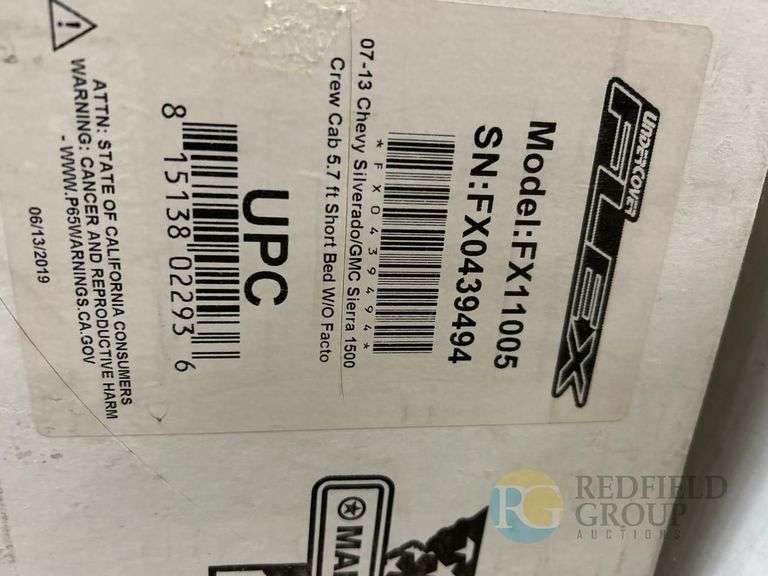 UNDERCOVER
FLEX
Model:FX11005
SN:FX0439494
*FX0439494*
07-13 Chevy Silverado/GMC Sierra 1500
Crew Cab 5.7 ft Short Bed W/O Facto
UPC
8 15138 02293 6
ATTN: STATE OF CALIFORNIA CONSUMERS
WARNING: CANCER AND REPRODUCTIVE HARM
- WWW.P65WARNINGS.CA.GOV
06/13/2019
RG
REDFIELD
GROUP
AUCTIONS